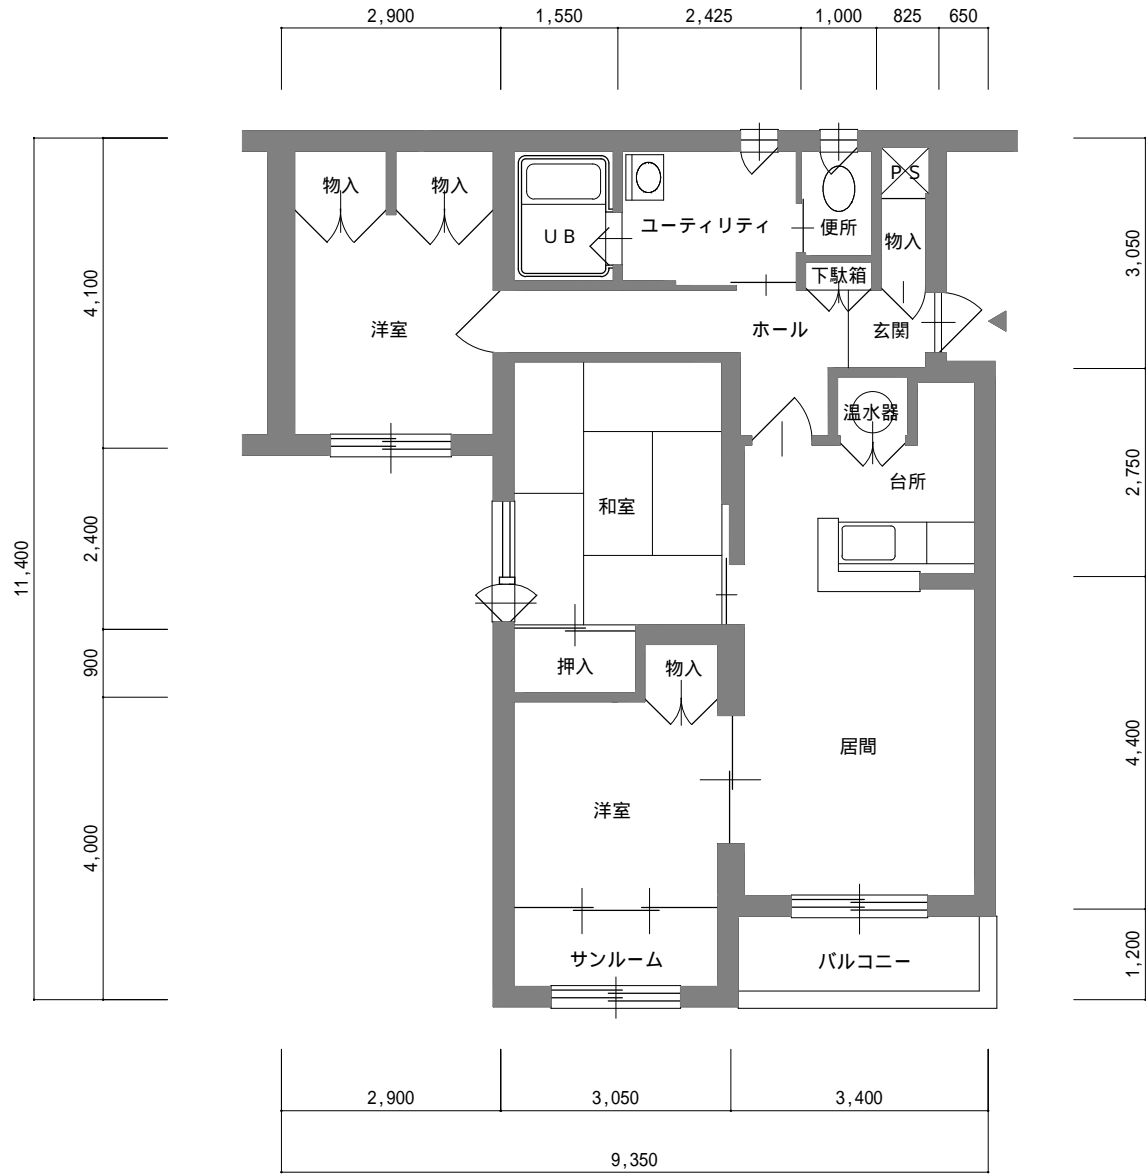 2,900
1,550
2,425
1,000
825
650
物入
物入
UB
ユーティリティ
便所
PS
物入
下駄箱
洋室
ホール
玄関
温水器
台所
和室
押入
物入
居間
洋室
サンルーム
バルコニー
11,400
4,100
2,400
900
4,000
3,050
2,750
4,400
1,200
2,900
3,050
3,400
9,350